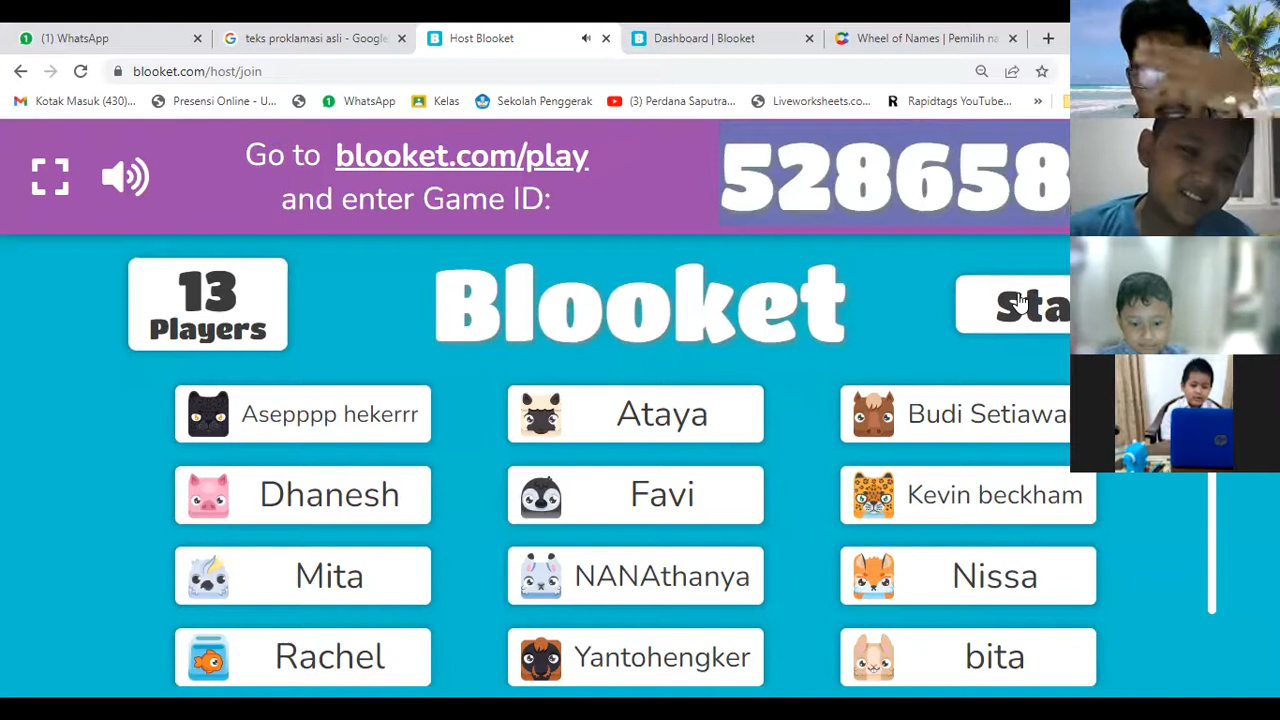 (1) WhatsApp
teks proklamasi asli - Google
Host Blooket
Dashboard | Blooket
Wheel of Names | Pemilih na
blooket.com/host/join
Kotak Masuk (430)...
Presensi Online - U...
WhatsApp
Kelas
Sekolah Penggerak
(3) Perdana Saputra...
Liveworksheets.co...
Rapidtags YouTube...
Go to blooket.com/play
and enter Game ID:
528658
13
Players
Blooket
Sta
Asepppp hekerrr
Ataya
Budi Setiawa
Dhanesh
Favi
Kevin beckham
Mita
NANAthanya
Nissa
Rachel
Yantohengker
bita